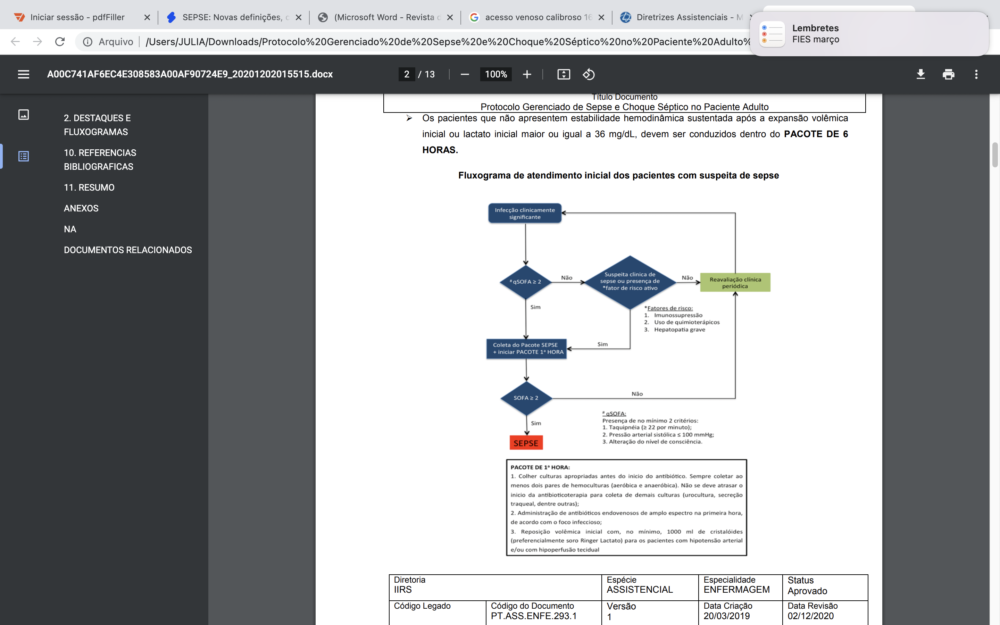 Iniciar sessão - pdfFiller
SEPSE: Novas definições, c
(Microsoft Word - Revista d
acesso venoso calibroso 16
Diretrizes Assistenciais - M
Lembretes
FIES março
Arquivo
/Users/JULIA/Downloads/Protocolo%20Gerenciado%20de%20Sepse%20e%20Choque%20Séptico%20no%20Paciente%20Adulto%
A00C741AF6EC4E308583A00AF90724E9_20201202015515.docx
2 / 13
100%
2. DESTAQUES E
FLUXOGRAMAS
10. REFERENCIAS
BIBLIOGRAFICAS
11. RESUMO
ANEXOS
NA
DOCUMENTOS RELACIONADOS
Título Documento
Protocolo Gerenciado de Sepse e Choque Séptico no Paciente Adulto
➢ Os pacientes que não apresentem estabilidade hemodinâmica sustentada após a expansão volêmica
inicial ou lactato inicial maior ou igual a 36 mg/dL, devem ser conduzidos dentro do PACOTE DE 6
HORAS.
Fluxograma de atendimento inicial dos pacientes com suspeita de sepse
Infecção clinicamente
significante
# qSOFA ≥ 2
Não
Suspeita clinica de
sepse ou presença de
*fator de risco ativo
Não
Reavaliação clínica
periódica
Sim
*Fatores de risco:
1. Imunossupressão
2. Uso de quimioterápicos
3. Hepatopatia grave
Sim
Coleta do Pacote SEPSE
+ iniciar PACOTE 1ª HORA
SOFA ≥ 2
Não
Sim
SEPSE
# qSOFA:
Presença de no mínimo 2 critérios:
1. Taquipnéia (≥ 22 por minuto);
2. Pressão arterial sistólica ≤ 100 mmHg;
3. Alteração do nível de consciência.
PACOTE DE 1ª HORA:
1. Colher culturas apropriadas antes do inicio do antibiótico. Sempre coletar ao
menos dois pares de hemoculturas (aeróbica e anaeróbica). Não se deve atrasar o
inicio da antibioticoterapia para coleta de demais culturas (urocultura, secreção
traqueal, dentre outras);
2. Administração de antibióticos endovenosos de amplo espectro na primeira hora,
de acordo com o foco infeccioso;
3. Reposição volêmica inicial com, no mínimo, 1000 ml de cristalóides
(preferencialmente soro Ringer Lactato) para os pacientes com hipotensão arterial
e/ou com hipoperfusão tecidual
Diretoria
IIRS
Espécie
ASSISTENCIAL
Especialidade
ENFERMAGEM
Status
Aprovado
Código Legado
Código do Documento
PT.ASS.ENFE.293.1
Versão
1
Data Criação
20/03/2019
Data Revisão
02/12/2020